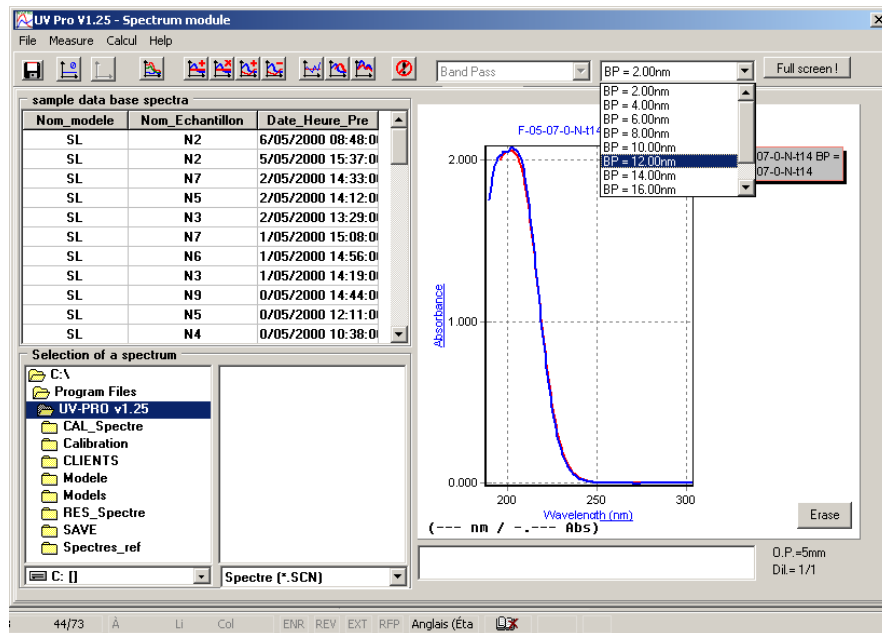 UV Pro V1.25 - Spectrum module
File Measure Calcul Help
Band Pass
BP = 2.00nm
Full screen !
BP = 2.00nm
BP = 4.00nm
BP = 6.00nm
BP = 8.00nm
BP = 10.00nm
BP = 12.00nm
BP = 14.00nm
BP = 16.00nm
sample data base spectra
Nom_modele Nom_Echantillon Date_Heure_Pre
SL N2 6/05/2000 08:48:0
SL N2 5/05/2000 15:37:0
SL N7 2/05/2000 14:33:0
SL N5 2/05/2000 14:12:0
SL N3 2/05/2000 13:29:0
SL N7 1/05/2000 15:08:0
SL N6 1/05/2000 14:56:0
SL N3 1/05/2000 14:19:0
SL N9 0/05/2000 14:44:0
SL N5 0/05/2000 12:11:0
SL N4 0/05/2000 10:38:0
F-05-07-0-N-t14
07-0-N-t14 BP =
07-0-N-t14
2.000
1.000
0.000
Absorbance
200 250 300
Wavelength (nm)
(--- nm / -.--- Abs)
Erase
O.P.=5mm
Dil.= 1/1
Selection of a spectrum
C:\
Program Files
UV-PRO v1.25
CAL_Spectre
Calibration
CLIENTS
Modele
Models
RES_Spectre
SAVE
Spectres_ref
C: []
Spectre (*.SCN)
44/73 À Li Col ENR REV EXT RFP Anglais (Éta